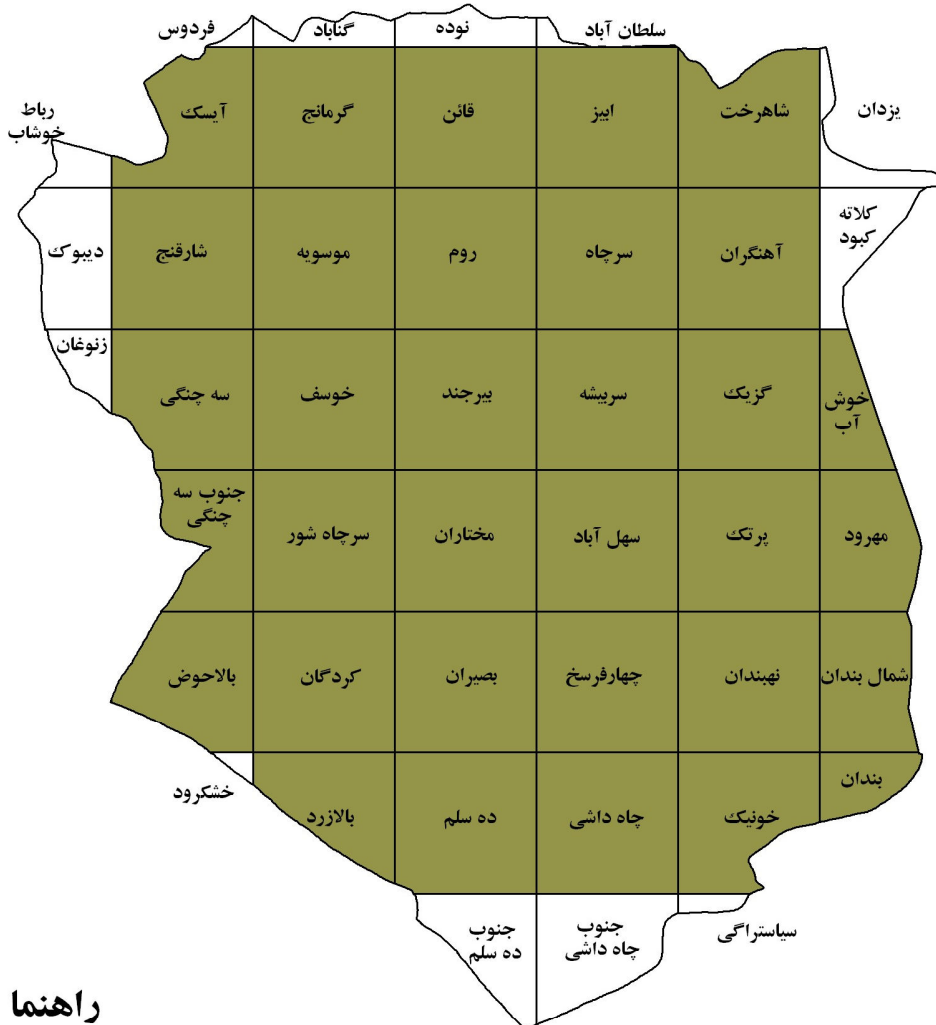 سلطان آباد
نوده
گناباد
فردوس
یزدان
شاهرخت
ابیز
قائن
گرمانج
آیسک
رباط
خوشاب
کلاته
کبود
آهنگران
سرچاه
روم
موسویه
شارقنج
دیبوک
خوش
آب
گزیک
سربیشه
بیرجند
خوسف
سه چنگی
زنوغان
مهرود
پرتک
سهل آباد
مختاران
سرچاه شور
جنوب سه
چنگی
شمال بندان
نهبندان
چهارفرسخ
بصیران
کردگان
بالاحوض
بندان
خونیک
چاه داشی
ده سلم
بالازرد
خشکرود
سیاستراگی
جنوب
چاه داشی
جنوب
ده سلم
راهنما